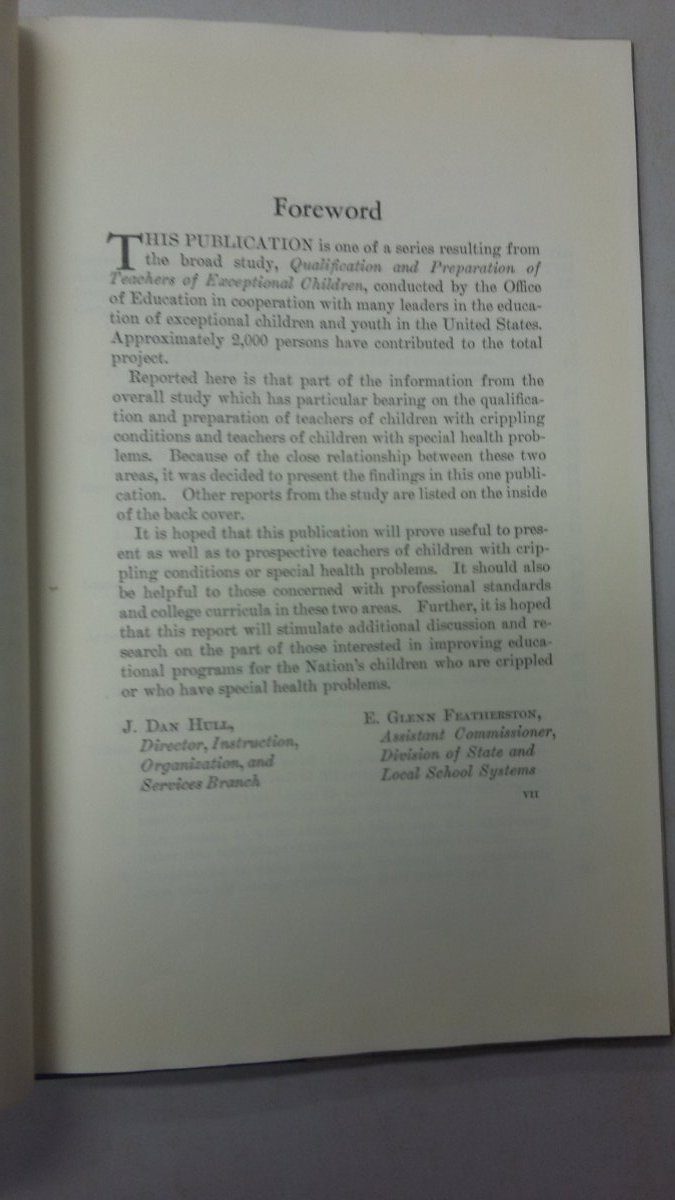 Foreword
THIS PUBLICATION is one of a series resulting from
the broad study, Qualification and Preparation of
Teachers of Exceptional Children, conducted by the Office
of Education in cooperation with many leaders in the educa-
tion of exceptional children and youth in the United States.
Approximately 2,000 persons have contributed to the total
project.
Reported here is that part of the information from the
overall study which has particular bearing on the qualifica-
tion and preparation of teachers of children with crippling
conditions and teachers of children with special health prob-
lems. Because of the close relationship between these two
areas, it was decided to present the findings in this one publi-
cation. Other reports from the study are listed on the inside
of the back cover.
It is hoped that this publication will prove useful to pres-
ent as well as to prospective teachers of children with crip-
pling conditions or special health problems. It should also
be helpful to those concerned with professional standards
and college curricula in these two areas. Further, it is hoped
that this report will stimulate additional discussion and re-
search on the part of those interested in improving educa-
tional programs for the Nation's children who are crippled
or who have special health problems.
J. DAN HULL,
Director, Instruction,
Organization, and
Services Branch
E. GLENN FEATHERSTON,
Assistant Commissioner,
Division of State and
Local School Systems
VII